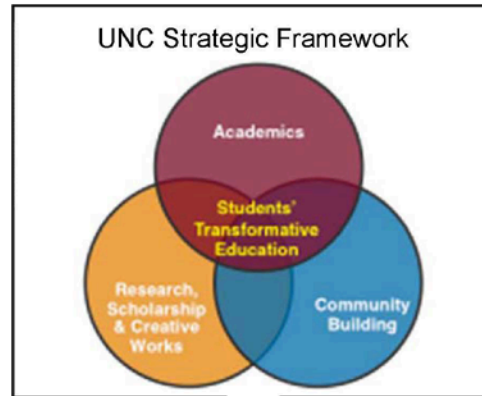 UNC Strategic Framework
Academics
Students'
Transformative
Education
Research,
Scholarship
& Creative
Works
Community
Building